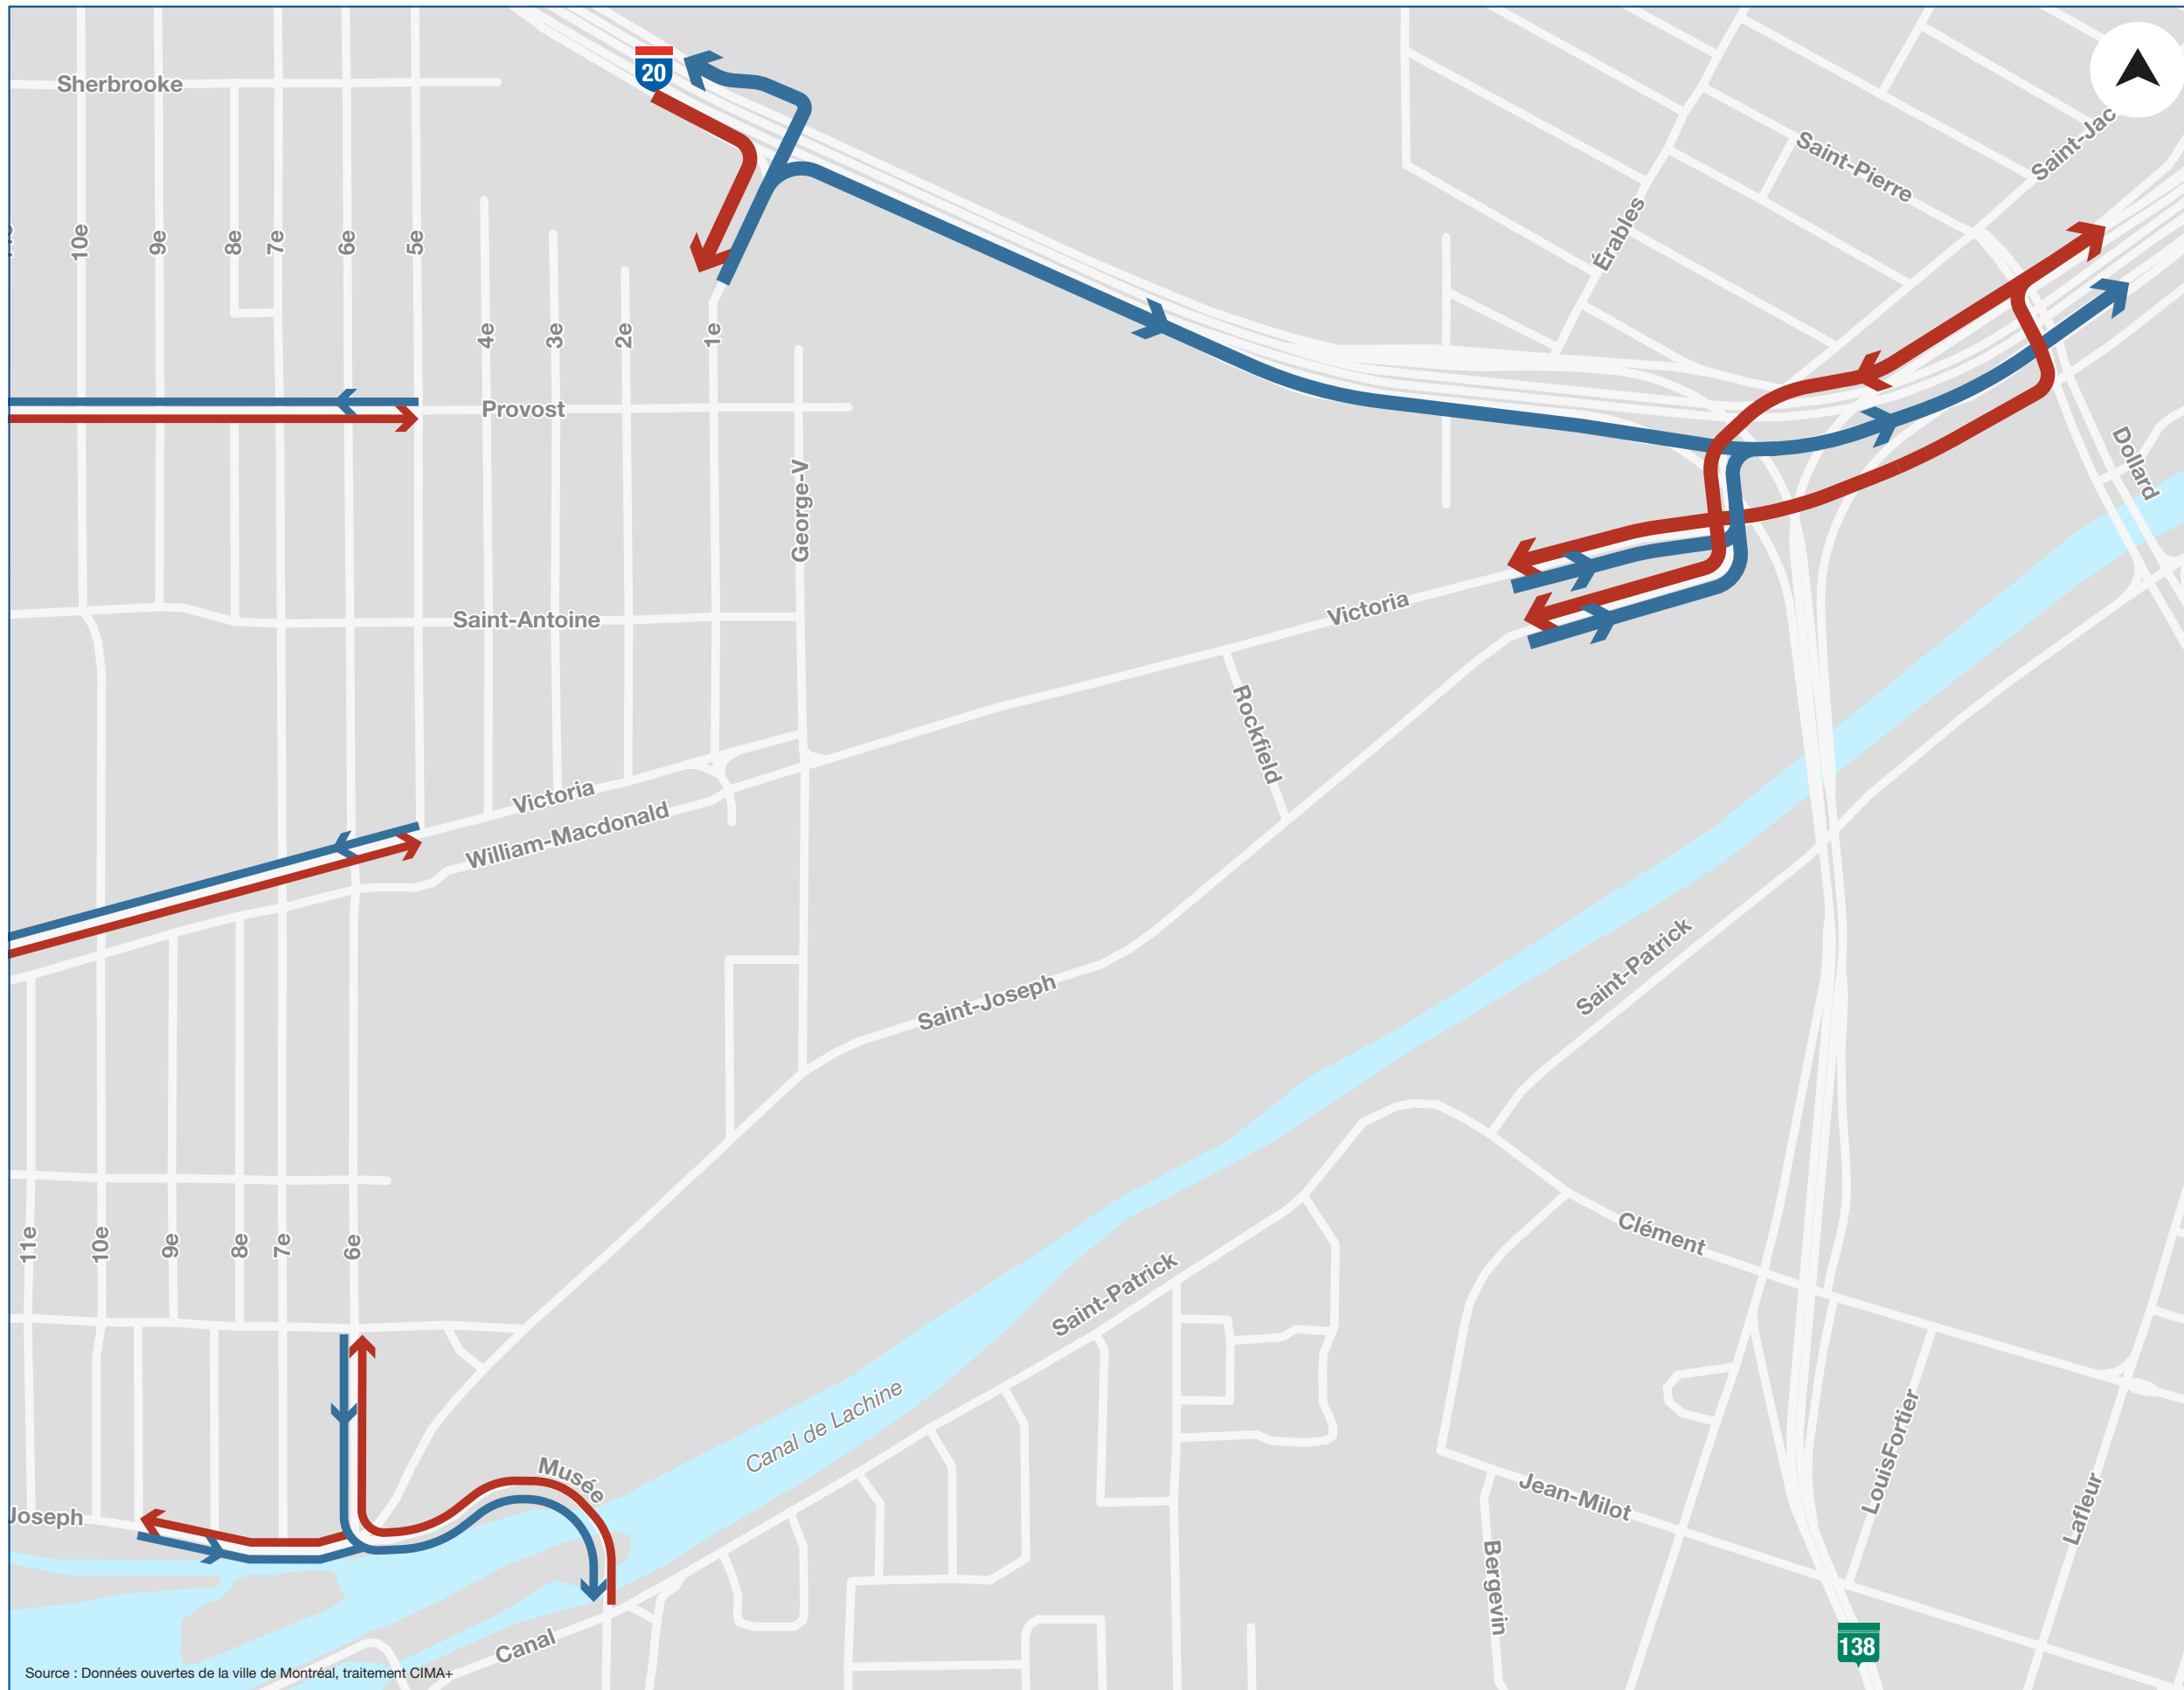 20
Sherbrooke
Saint-Jac
Saint-Pierre
Érables
10e
9e
8e
7e
6e
5e
4e
3e
2e
1e
Provost
George-V
Dollard
Saint-Antoine
Victoria
Rockfield
Victoria
William-Macdonald
Saint-Patrick
Saint-Joseph
11e
10e
9e
8e
7e
6e
Clément
Saint-Patrick
Canal de Lachine
LouisFortier
Musée
Jean-Milot
Lafleur
Joseph
Bergevin
Canal
138
Source : Données ouvertes de la ville de Montréal, traitement CIMA+